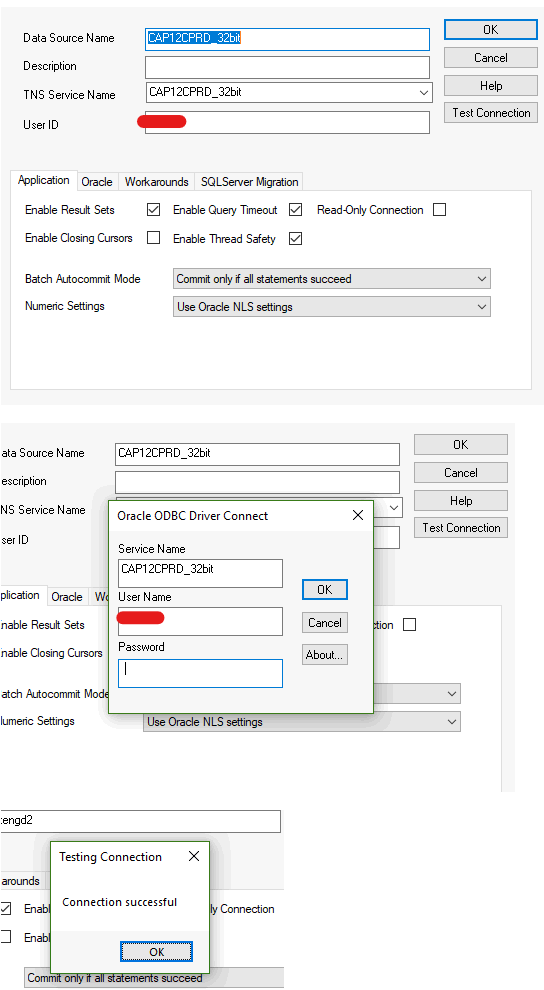 Data Source Name CAP12CPRD_32bit OK
Description Cancel
TNS Service Name CAP12CPRD_32bit Help
User ID Test Connection
Application Oracle Workarounds SQLServer Migration
Enable Result Sets Enable Query Timeout Read-Only Connection
Enable Closing Cursors Enable Thread Safety
Batch Autocommit Mode Commit only if all statements succeed
Numeric Settings Use Oracle NLS settings
ata Source Name CAP12CPRD_32bit OK
escription Cancel
NS Service Name Help
ser ID Test Connection
Oracle ODBC Driver Connect
Service Name
CAP12CPRD_32bit
User Name
Password
OK
Cancel
About...
plication Oracle Wo
nable Result Sets ction
nable Closing Cursors
atch Autocommit Mode
umeric Settings Use Oracle NLS settings
engd2
Testing Connection
Connection successful
OK
arounds
Enabl ly Connection
Enabl
Commit only if all statements succeed